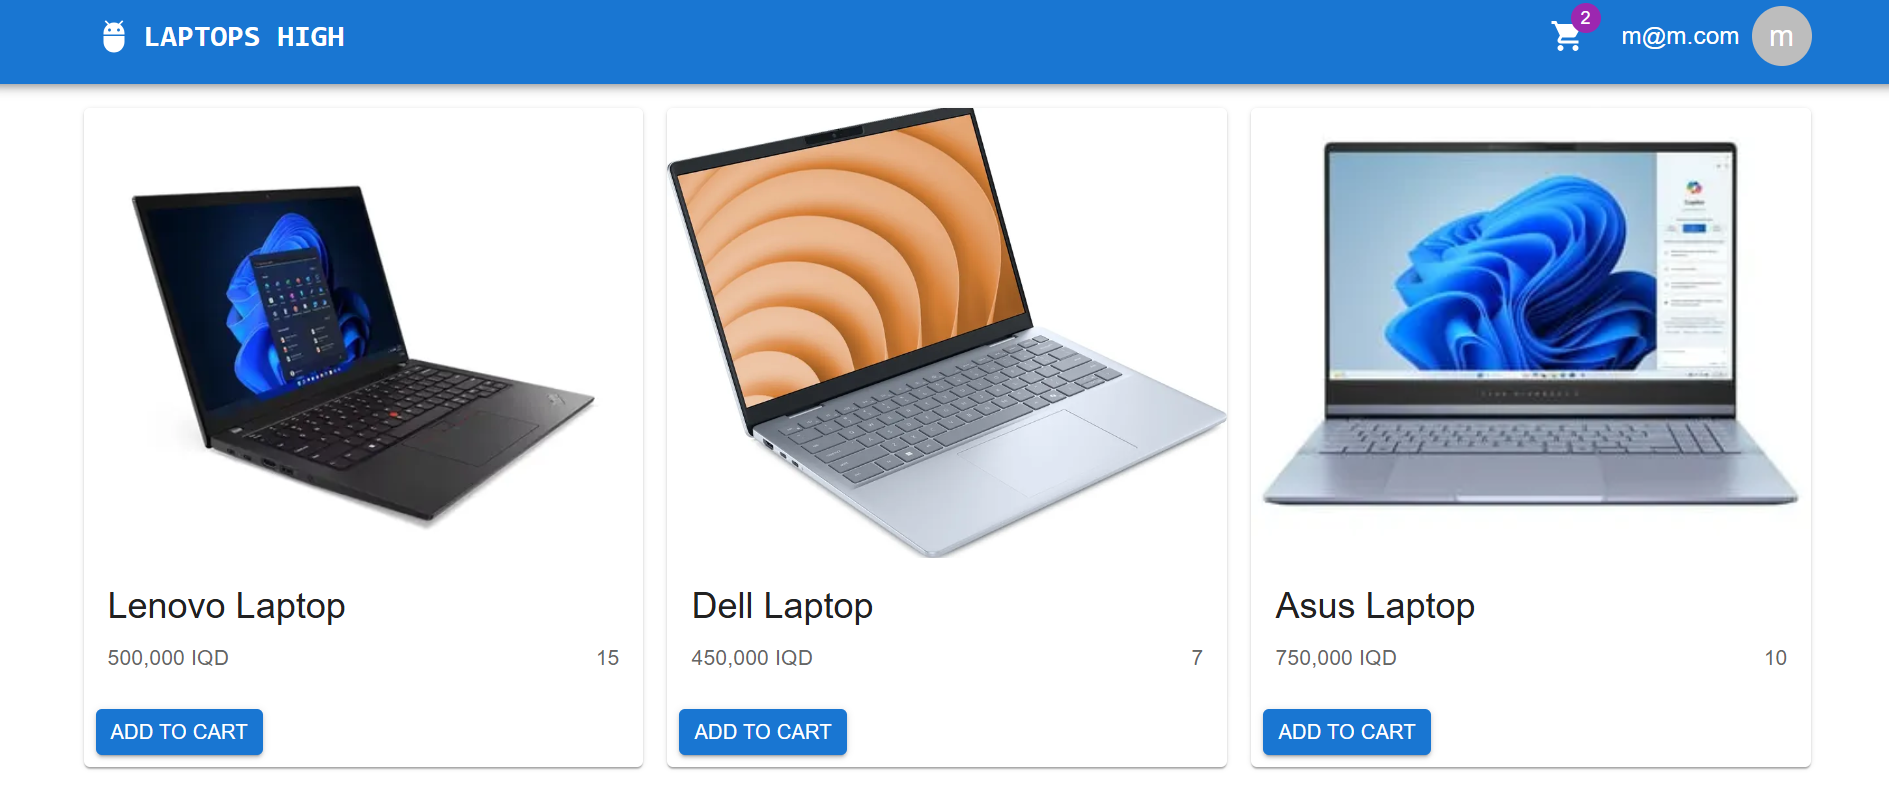 LAPTOPS HIGH
2
m@m.com
m
Lenovo Laptop
500,000 IQD
15
ADD TO CART
Dell Laptop
450,000 IQD
7
ADD TO CART
Asus Laptop
750,000 IQD
10
ADD TO CART